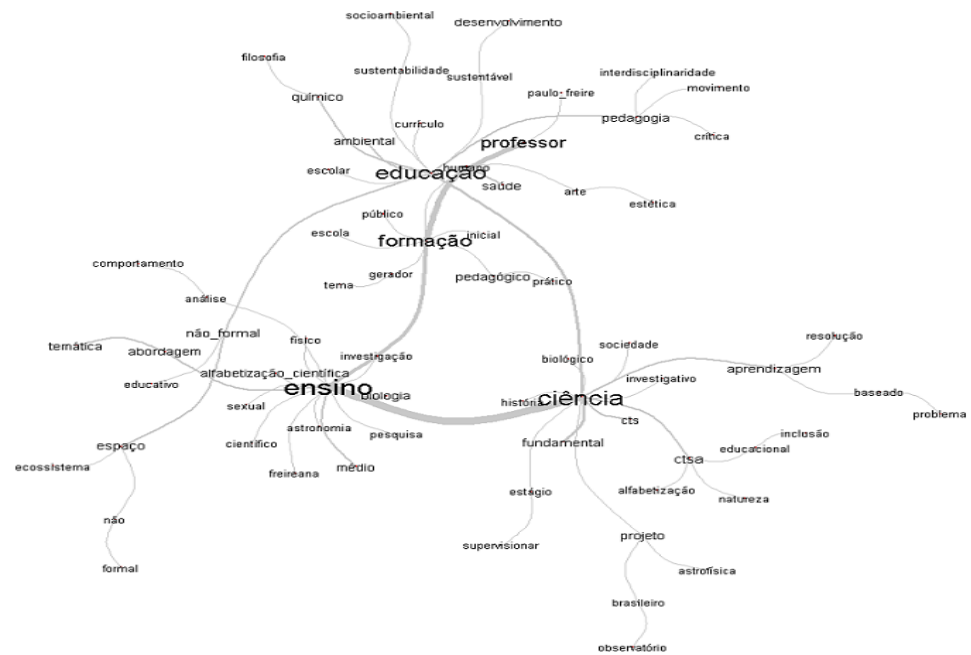 socioambiental
desenvolvimento
filosofia
sustentabilidade
sustentável
interdisciplinaridade
movimento
químico
paulo_freire
pedagogia
currículo
crítica
ambiental
professor
escolar
educação
humano
saúde
arte
estética
público
escola
formação
inicial
comportamento
gerador
pedagógico
prático
tema
análise
não_formal
físico
temática
abordagem
investigação
sociedade
resolução
biológico
aprendizagem
alfabetização_científica
educativo
ensino
biologia
investigativo
história
ciência
baseado
sexual
problema
astronomia
pesquisa
cts
científico
fundamental
inclusão
espaço
educacional
ecossistema
freireana
médio
ctsa
estágio
alfabetização
natureza
não
supervisionar
projeto
formal
astrofísica
brasileiro
observatório